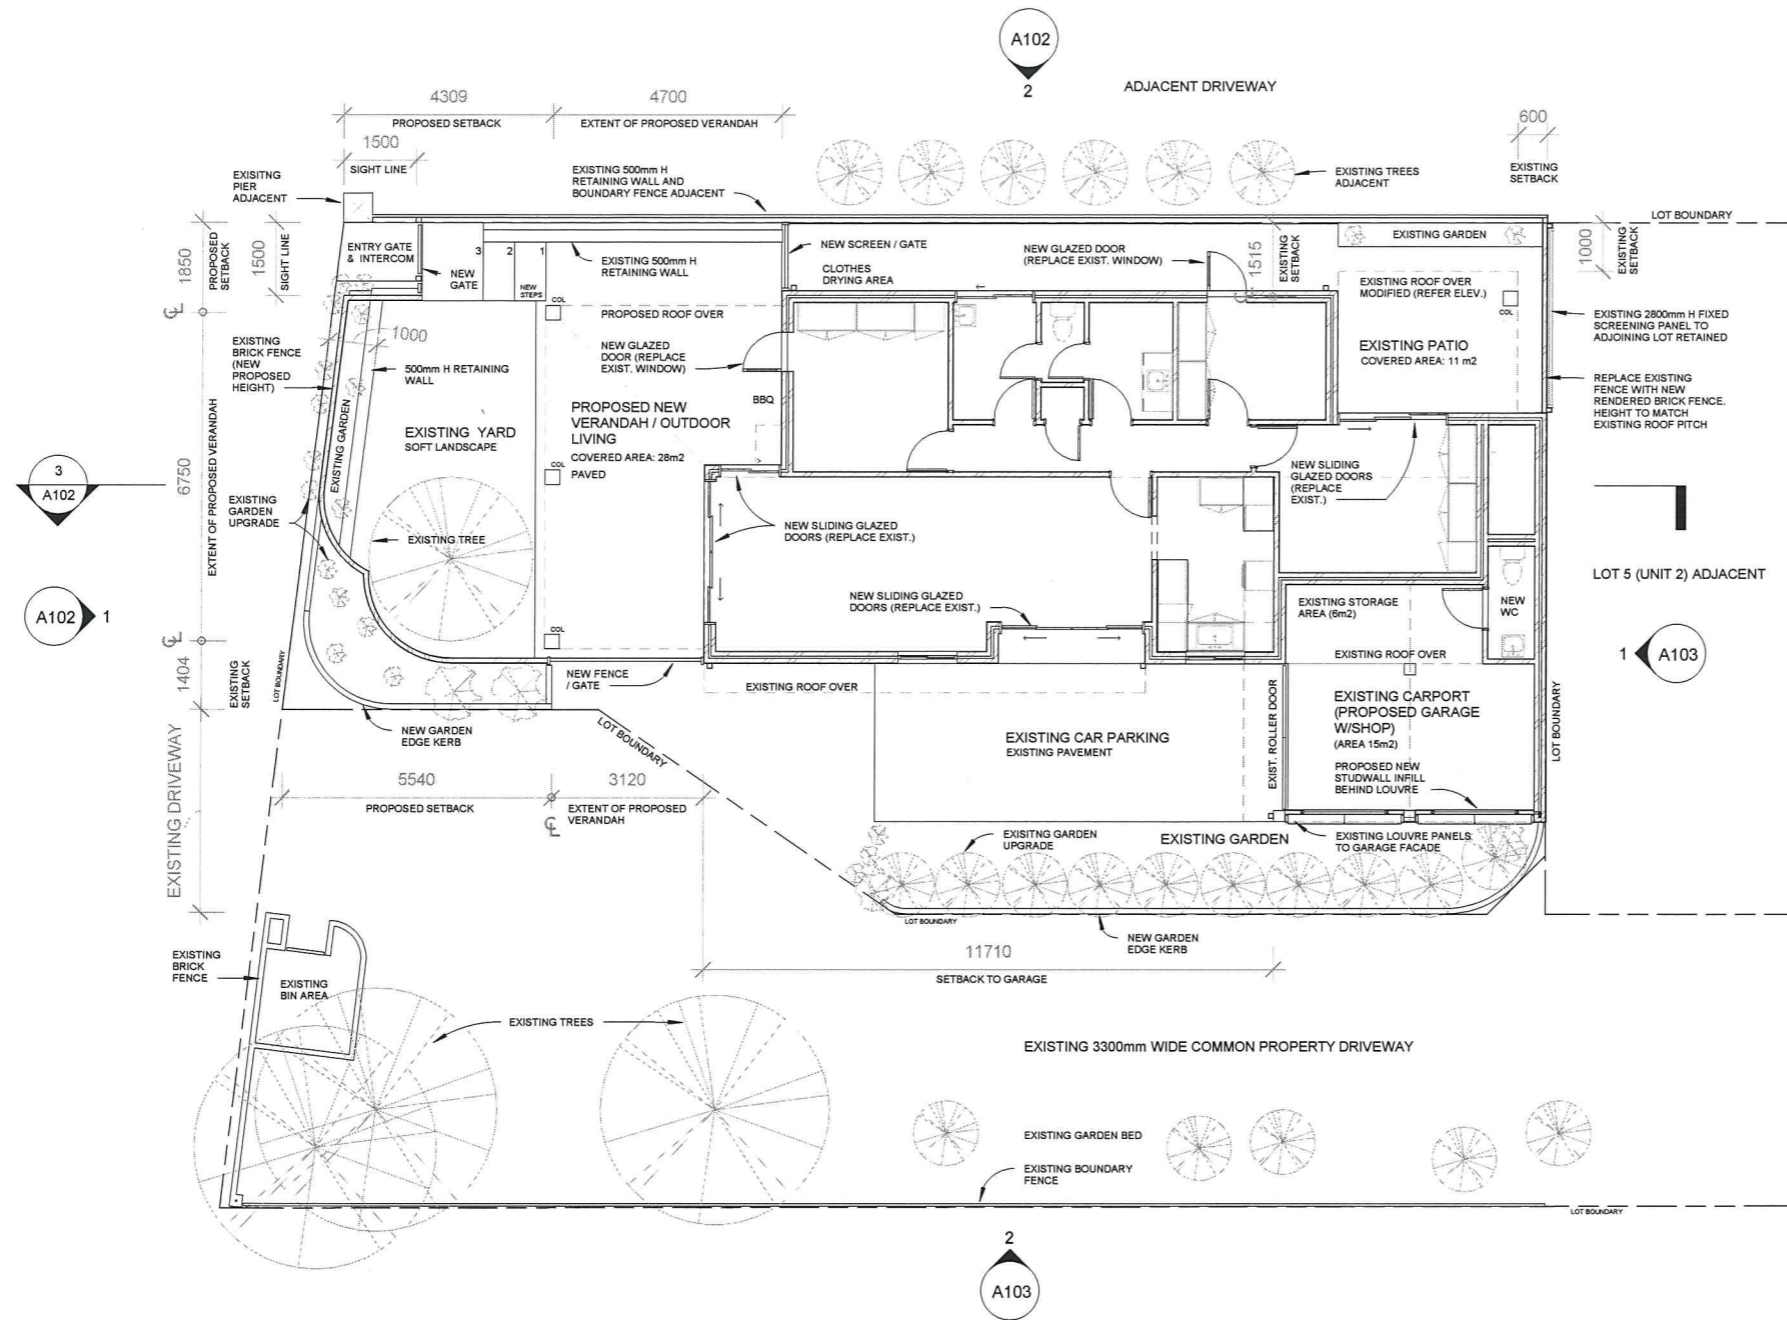 A102
2
ADJACENT DRIVEWAY
4309
PROPOSED SETBACK
4700
EXTENT OF PROPOSED VERANDAH
600
EXISTING
SETBACK
1500
SIGHT LINE
EXISITNG
PIER
ADJACENT
EXISTING 500mm H
RETAINING WALL AND
BOUNDARY FENCE ADJACENT
EXISTING TREES
ADJACENT
LOT BOUNDARY
1850
PROPOSED
SETBACK
1500
SIGHT LINE
ENTRY GATE
& INTERCOM
NEW
GATE
3
2
1
NEW
STEPS
EXISTING 500mm H
RETAINING WALL
NEW SCREEN / GATE
CLOTHES
DRYING AREA
NEW GLAZED DOOR
(REPLACE EXIST. WINDOW)
1515
EXISTING
SETBACK
EXISTING GARDEN
1000
EXISTING
SETBACK
EXISTING ROOF OVER
MODIFIED (REFER ELEV.)
COL
EXISTING PATIO
COVERED AREA: 11 m2
EXISTING 2800mm H FIXED
SCREENING PANEL TO
ADJOINING LOT RETAINED
REPLACE EXISTING
FENCE WITH NEW
RENDERED BRICK FENCE.
HEIGHT TO MATCH
EXISTING ROOF PITCH
COL
PROPOSED ROOF OVER
NEW GLAZED
DOOR (REPLACE
EXIST. WINDOW)
EXISTING
BRICK FENCE
(NEW
PROPOSED
HEIGHT)
1000
500mm H RETAINING
WALL
BBQ
PROPOSED NEW
VERANDAH / OUTDOOR
LIVING
COVERED AREA: 28m2
PAVED
COL
EXISTING YARD
SOFT LANDSCAPE
EXISTING GARDEN
6750
EXTENT OF PROPOSED VERANDAH
3
A102
EXISTING
GARDEN
UPGRADE
EXISTING TREE
NEW SLIDING GLAZED
DOORS (REPLACE EXIST.)
NEW SLIDING
GLAZED DOORS
(REPLACE
EXIST.)
LOT 5 (UNIT 2) ADJACENT
A102
1
NEW SLIDING GLAZED
DOORS (REPLACE EXIST.)
EXISTING STORAGE
AREA (6m2)
NEW
WC
COL
1404
EXISTING
SETBACK
LOT BOUNDARY
NEW FENCE
/ GATE
EXISTING ROOF OVER
EXISTING ROOF OVER
1
A103
EXISTING CARPORT
(PROPOSED GARAGE
W/SHOP)
(AREA 15m2)
EXIST. ROLLER DOOR
LOT BOUNDARY
PROPOSED NEW
STUDWALL INFILL
BEHIND LOUVRE
NEW GARDEN
EDGE KERB
LOT BOUNDARY
EXISTING CAR PARKING
EXISTING PAVEMENT
EXISTING DRIVEWAY
5540
PROPOSED SETBACK
3120
EXTENT OF PROPOSED
VERANDAH
EXISITNG GARDEN
UPGRADE
EXISTING GARDEN
EXISTING LOUVRE PANELS
TO GARAGE FACADE
LOT BOUNDARY
NEW GARDEN
EDGE KERB
11710
SETBACK TO GARAGE
EXISTING
BRICK
FENCE
EXISTING
BIN AREA
EXISTING TREES
EXISTING 3300mm WIDE COMMON PROPERTY DRIVEWAY
EXISTING GARDEN BED
EXISTING BOUNDARY
FENCE
LOT BOUNDARY
2
A103